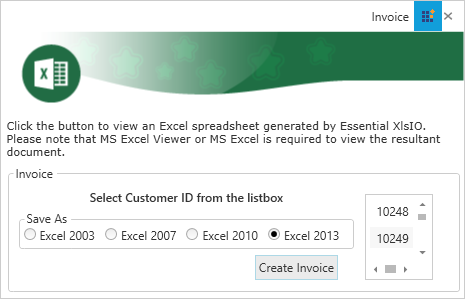 Invoice
Click the button to view an Excel spreadsheet generated by Essential XlsIO.
Please note that MS Excel Viewer or MS Excel is required to view the resultant
document.
Invoice
Select Customer ID from the listbox
Save As
Excel 2003 Excel 2007 Excel 2010 Excel 2013
Create Invoice
10248
10249